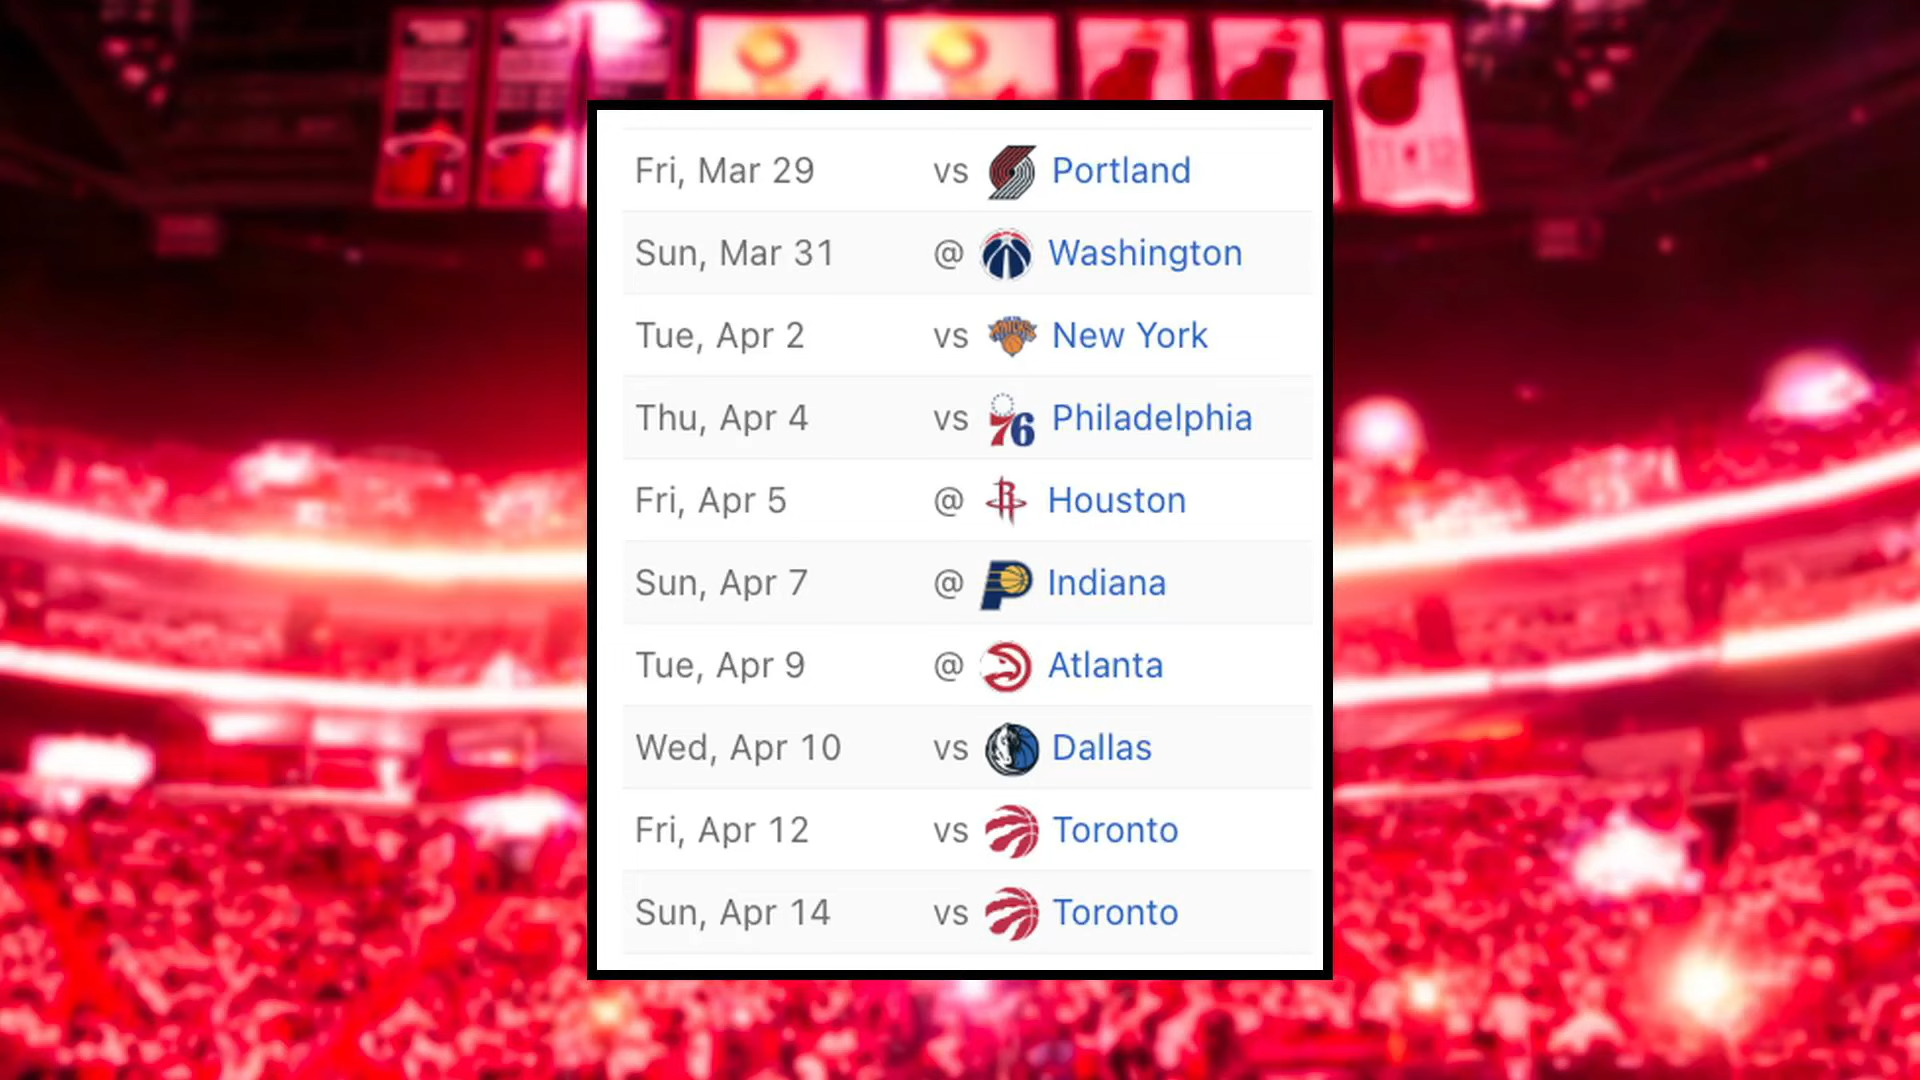 Fri, Mar 29 vs Portland
Sun, Mar 31 @ Washington
Tue, Apr 2 vs New York
Thu, Apr 4 vs 76 Philadelphia
Fri, Apr 5 @ R Houston
Sun, Apr 7 @ Indiana
Tue, Apr 9 @ Atlanta
Wed, Apr 10 vs Dallas
Fri, Apr 12 vs Toronto
Sun, Apr 14 vs Toronto